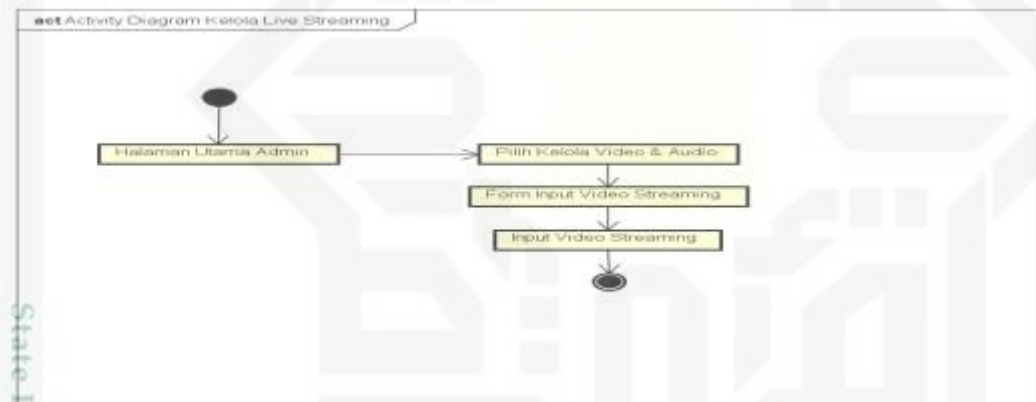 act Activity Diagram Kelola Live Streaming
Halaman Utama Admin
Pilih Kelola Video & Audio
Form Input Video Streaming
Input Video Streaming
State I